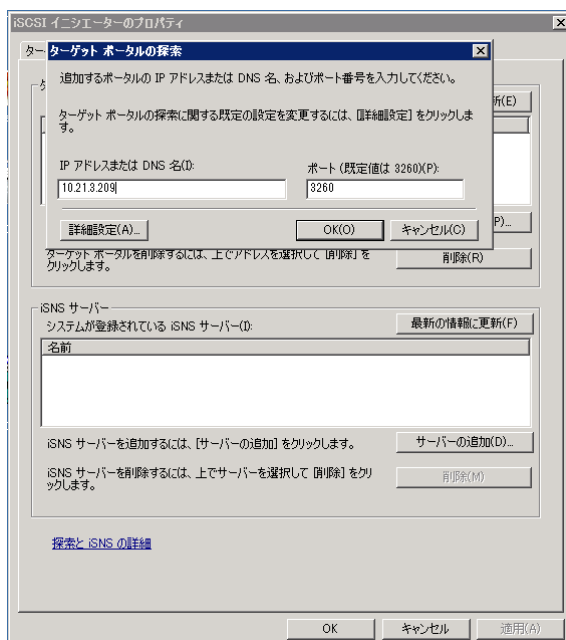 iSCSI イニシエーターのプロパティ
ター
ターゲット ポータルの探索
追加するポータルの IP アドレスまたは DNS 名、およびポート番号を入力してください。
ターゲット ポータルの探索に関する既定の設定を変更するには、[詳細設定] をクリックしま
す。
新(E)
IP アドレスまたは DNS 名(I):
ポート (既定値は 3260)(P):
10.21.3.209
3260
詳細設定(A)...
OK(O)
キャンセル(C)
P)...
ターゲット ポータルを削除するには、上でアドレスを選択して [削除] を
クリックします。
削除(R)
iSNS サーバー
システムが登録されている iSNS サーバー(I):
最新の情報に更新(F)
名前
iSNS サーバーを追加するには、[サーバーの追加] をクリックします。
サーバーの追加(D)...
iSNS サーバーを削除するには、上でサーバーを選択して [削除] をクリ
ックします。
削除(M)
探索と iSNS の詳細
OK
キャンセル
適用(A)